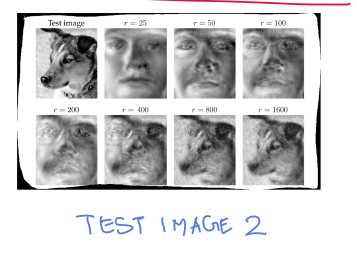 Test image r = 25 r = 50 r = 100
r = 200 r = 400 r = 800 r = 1600
TEST IMAGE 2